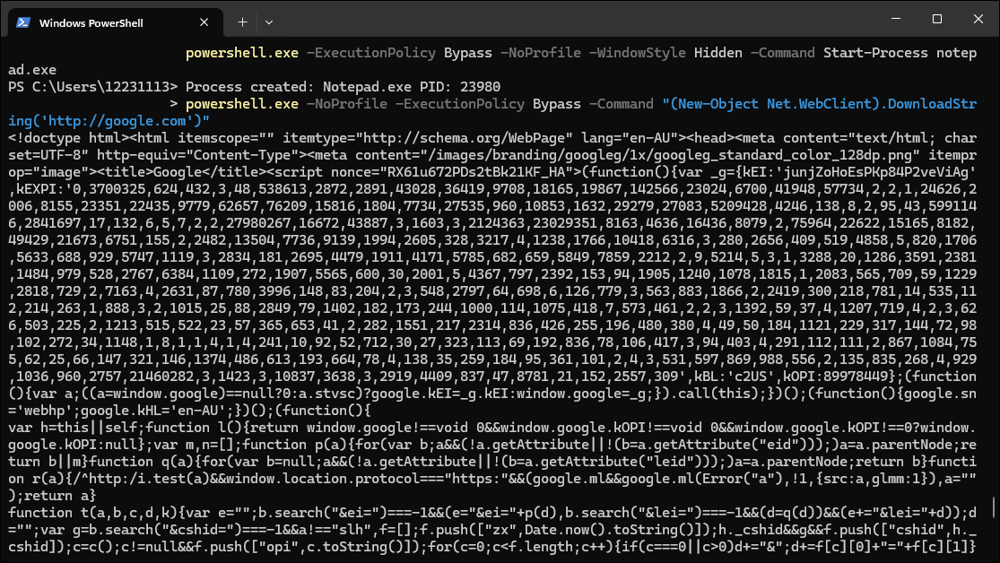 Windows PowerShell
powershell.exe -ExecutionPolicy Bypass -NoProfile -WindowStyle Hidden -Command Start-Process notep
ad.exe
PS C:\Users\12231113> Process created: Notepad.exe PID: 23980
> powershell.exe -NoProfile -ExecutionPolicy Bypass -Command "(New-Object Net.WebClient).DownloadStr
ing('http://google.com')"
<!doctype html><html itemscope="" itemtype="http://schema.org/WebPage" lang="en-AU"><head><meta content="text/html; char
set=UTF-8" http-equiv="Content-Type"><meta content="/images/branding/googleg/1x/googleg_standard_color_128dp.png" itempr
op="image"><title>Google</title><script nonce="RX61u672PDs2tBk21KF_HA">(function(){var _g={kEI:'junjZoHoEsPKp84P2veViAg'
,kEXPI:'0,3700325,624,432,3,48,538613,2872,2891,43028,36419,9708,18165,19867,142566,23024,6700,41948,57734,2,2,1,24626,2
006,8155,23351,22435,9779,62657,76209,15816,1804,7734,27535,960,10853,1632,29279,27083,5209428,4246,138,8,2,95,43,599114
6,2841697,17,132,6,5,7,2,2,27980267,16672,43887,3,1603,3,2124363,23029351,8163,4636,16436,8079,2,75964,22622,15165,8182,
49429,21673,6751,155,2,2482,13504,7736,9139,1994,2605,328,3217,4,1238,1766,10418,6316,3,280,2656,409,519,4858,5,820,1706
,5633,688,929,5747,1119,3,2834,181,2695,4479,1911,4171,5785,682,659,5849,7859,2212,2,9,5214,5,3,1,3288,20,1286,3591,2381
,1484,979,528,2767,6384,1109,272,1907,5565,600,30,2001,5,4367,797,2392,153,94,1905,1240,1078,1815,1,2083,565,709,59,1229
,2818,729,2,7163,4,2631,87,780,3996,148,83,204,2,3,548,2797,64,698,6,126,779,3,563,883,1866,2,2419,300,218,781,14,535,11
2,214,263,1,888,3,2,1015,25,88,2849,79,1402,182,173,244,1000,114,1075,418,7,573,461,2,2,3,1392,59,37,4,1207,719,4,2,3,62
6,503,225,2,1213,515,522,23,57,365,653,41,2,282,1551,217,2314,836,426,255,196,480,380,4,49,50,184,1121,229,317,144,72,98
,102,272,34,1148,1,8,1,1,4,1,4,241,10,92,52,712,30,27,323,113,69,192,836,78,106,417,3,94,403,4,291,112,111,2,867,1084,75
5,62,25,66,147,321,146,1374,486,613,193,664,78,4,138,35,259,184,95,361,101,2,4,3,531,597,869,988,556,2,135,835,268,4,929
,1036,960,2757,21460282,3,1423,3,10837,3638,3,2919,4409,837,47,8781,21,152,2557,309',kBL:'c2US',kOPI:89978449};(function
(){var a;((a=window.google)==null?0:a.stvsc)?google.kEI=_g.kEI:window.google=_g;}).call(this);})();(function(){google.sn
='webhp';google.kHL='en-AU';})();(function(){
var h=this||self;function l(){return window.google!==void 0&&window.google.kOPI!==void 0&&window.google.kOPI!==0?window.
google.kOPI:null};var m,n=[];function p(a){for(var b;a&&(!a.getAttribute||!(b=a.getAttribute("eid")));)a=a.parentNode;re
turn b||m}function q(a){for(var b=null;a&&(!a.getAttribute||!(b=a.getAttribute("leid")));)a=a.parentNode;return b}functi
on r(a){/^http:/i.test(a)&&window.location.protocol==="https:"&&(google.ml&&google.ml(Error("a"),!1,{src:a,glmm:1}),a=""
);return a}
function t(a,b,c,d,k){var e="";b.search("&ei=")===-1&&(e="&ei="+p(d),b.search("&lei=")===-1&&(d=q(d))&&(e+="&lei="+d));d
="";var g=b.search("&cshid=")===-1&&a!=="slh",f=[];f.push(["zx",Date.now().toString()]);h._cshid&&g&&f.push(["cshid",h._
cshid]);c=c();c!=null&&f.push(["opi",c.toString()]);for(c=0;c<f.length;c++){if(c===0||c>0)d+="&";d+=f[c][0]+"="+f[c][1]}